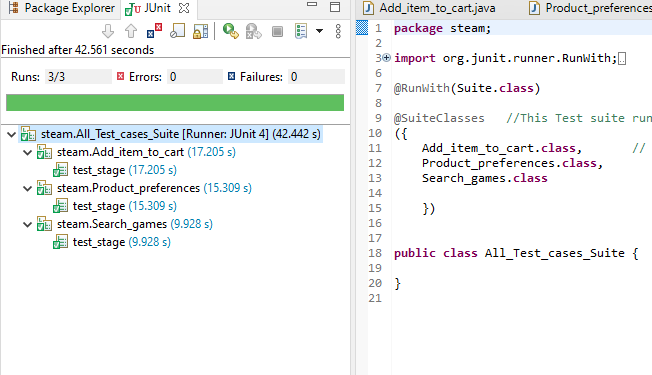 Package Explorer JUnit
Finished after 42.561 seconds
Runs: 3/3 Errors: 0 Failures: 0
steam.All_Test_cases_Suite [Runner: JUnit 4] (42.442 s)
steam.Add_item_to_cart (17.205 s)
test_stage (17.205 s)
steam.Product_preferences (15.309 s)
test_stage (15.309 s)
steam.Search_games (9.928 s)
test_stage (9.928 s)
Add_item_to_cart.java Product_preferences
1 package steam;
2
3 import org.junit.runner.RunWith;
6
7 @RunWith(Suite.class)
8
9 @SuiteClasses //This Test suite run
10 ({
11 Add_item_to_cart.class, //
12 Product_preferences.class,
13 Search_games.class
14
15 })
16
17
18 public class All_Test_cases_Suite {
19
20 }
21